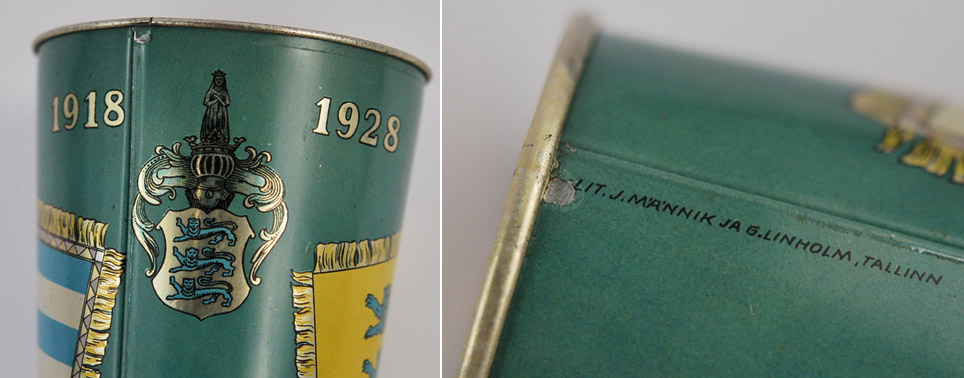 1918
1928
LIT. J. MÄNNIK JA G. LINHOLM, TALLINN